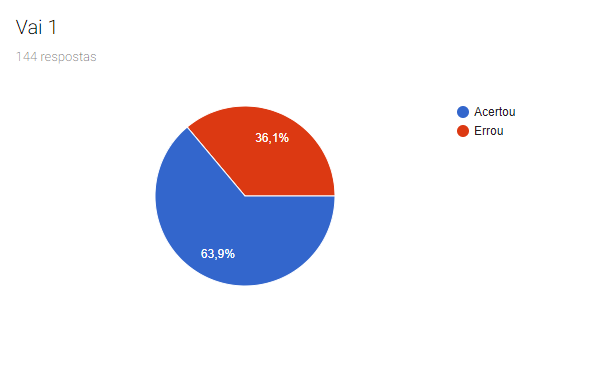 Vai 1
144 respostas
Acertou
Errou
36,1%
63,9%